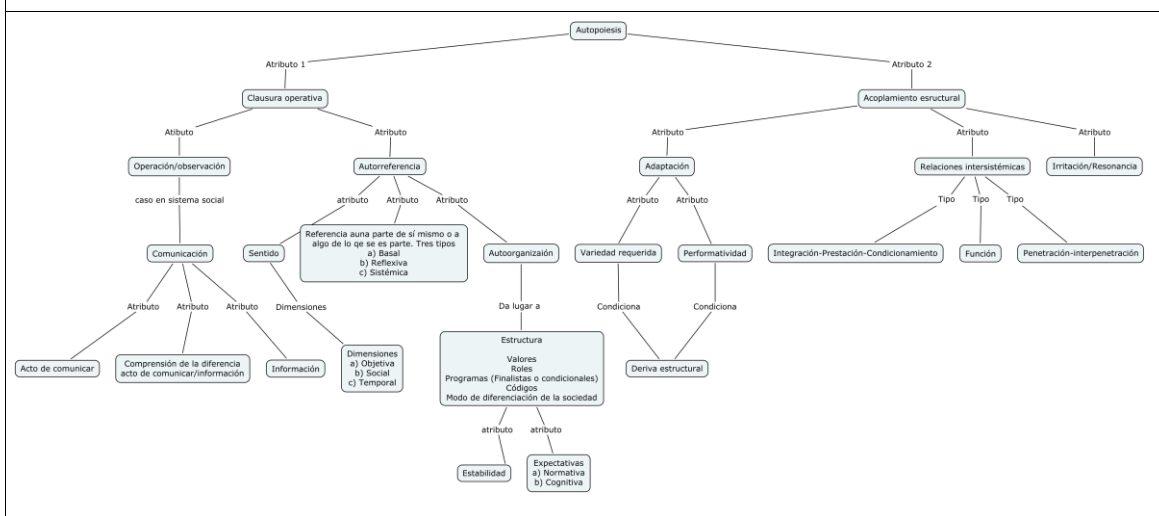 Autopoiesis
Atributo 1
Atributo 2
Clausura operativa
Acoplamiento esructural
Atibuto
Atributo
Atributo
Atributo
Atributo
Operación/observación
Autorreferencia
Adaptación
Relaciones intersistémicas
Irritación/Resonancia
caso en sistema social
atributo
Atributo
Atributo
Atributo
Atributo
Tipo
Tipo
Tipo
Referencia auna parte de sí mismo o a
algo de lo qe se es parte. Tres tipos
a) Basal
b) Reflexiva
c) Sistémica
Comunicación
Sentido
Autoorganizaión
Variedad requerida
Performatividad
Integración-Prestación-Condicionamiento
Función
Penetración-interpenetración
Atributo
Atributo
Atributo
Dimensiones
Da lugar a
Condiciona
Condiciona
Acto de comunicar
Comprensión de la diferencia
acto de comunicar/información
Información
Dimensiones
a) Objetiva
b) Social
c) Temporal
Estructura
Valores
Roles
Programas (Finalistas o condicionales)
Códigos
Modo de diferenciación de la sociedad
Deriva estructural
atributo
atributo
Estabilidad
Expectativas
a) Normativa
b) Cognitiva